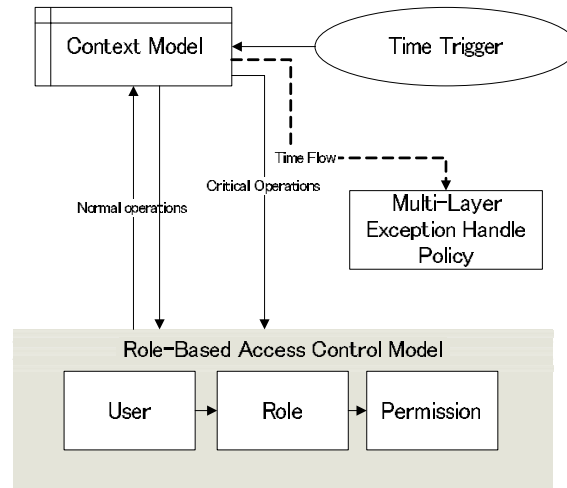 Context Model
Time Trigger
Time Flow
Critical Operations
Normal operations
Multi-Layer
Exception Handle
Policy
Role-Based Access Control Model
User
Role
Permission